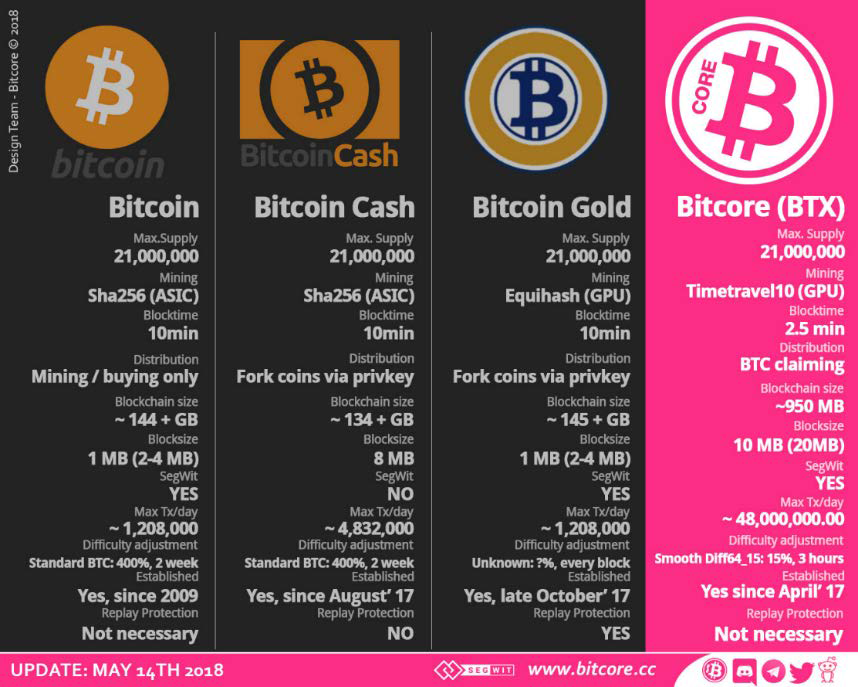 Design Team - Bitcore © 2018
bitcoin
Bitcoin
Max.Supply
21,000,000
Mining
Sha256 (ASIC)
Blocktime
10min
Distribution
Mining / buying only
Blockchain size
~ 144 + GB
Blocksize
1 MB (2-4 MB)
SegWit
YES
Max Tx/day
~ 1,208,000
Difficulty adjustment
Standard BTC: 400%, 2 week
Established
Yes, since 2009
Replay Protection
Not necessary
BitcoinCash
Bitcoin Cash
Max. Supply
21,000,000
Mining
Sha256 (ASIC)
Blocktime
10min
Distribution
Fork coins via privkey
Blockchain size
~ 134 + GB
Blocksize
8 MB
SegWit
NO
Max Tx/day
~ 4,832,000
Difficulty adjustment
Standard BTC: 400%, 2 week
Established
Yes, since August' 17
Replay Protection
NO
Bitcoin Gold
Max. Supply
21,000,000
Mining
Equihash (GPU)
Blocktime
10min
Distribution
Fork coins via privkey
Blockchain size
~ 145 + GB
Blocksize
1 MB (2-4 MB)
SegWit
YES
Max Tx/day
~ 1,208,000
Difficulty adjustment
Unknown: ?%, every block
Established
Yes, late October' 17
Replay Protection
YES
CORE
Bitcore (BTX)
Max. Supply
21,000,000
Mining
Timetravel10 (GPU)
Blocktime
2.5 min
Distribution
BTC claiming
Blockchain size
~950 MB
Blocksize
10 MB (20MB)
SegWit
YES
Max Tx/day
~ 48,000,000.00
Difficulty adjustment
Smooth Diff64_15: 15%, 3 hours
Established
Yes since April' 17
Replay Protection
Not necessary
UPDATE: MAY 14TH 2018
SEGWIT
www.bitcore.cc